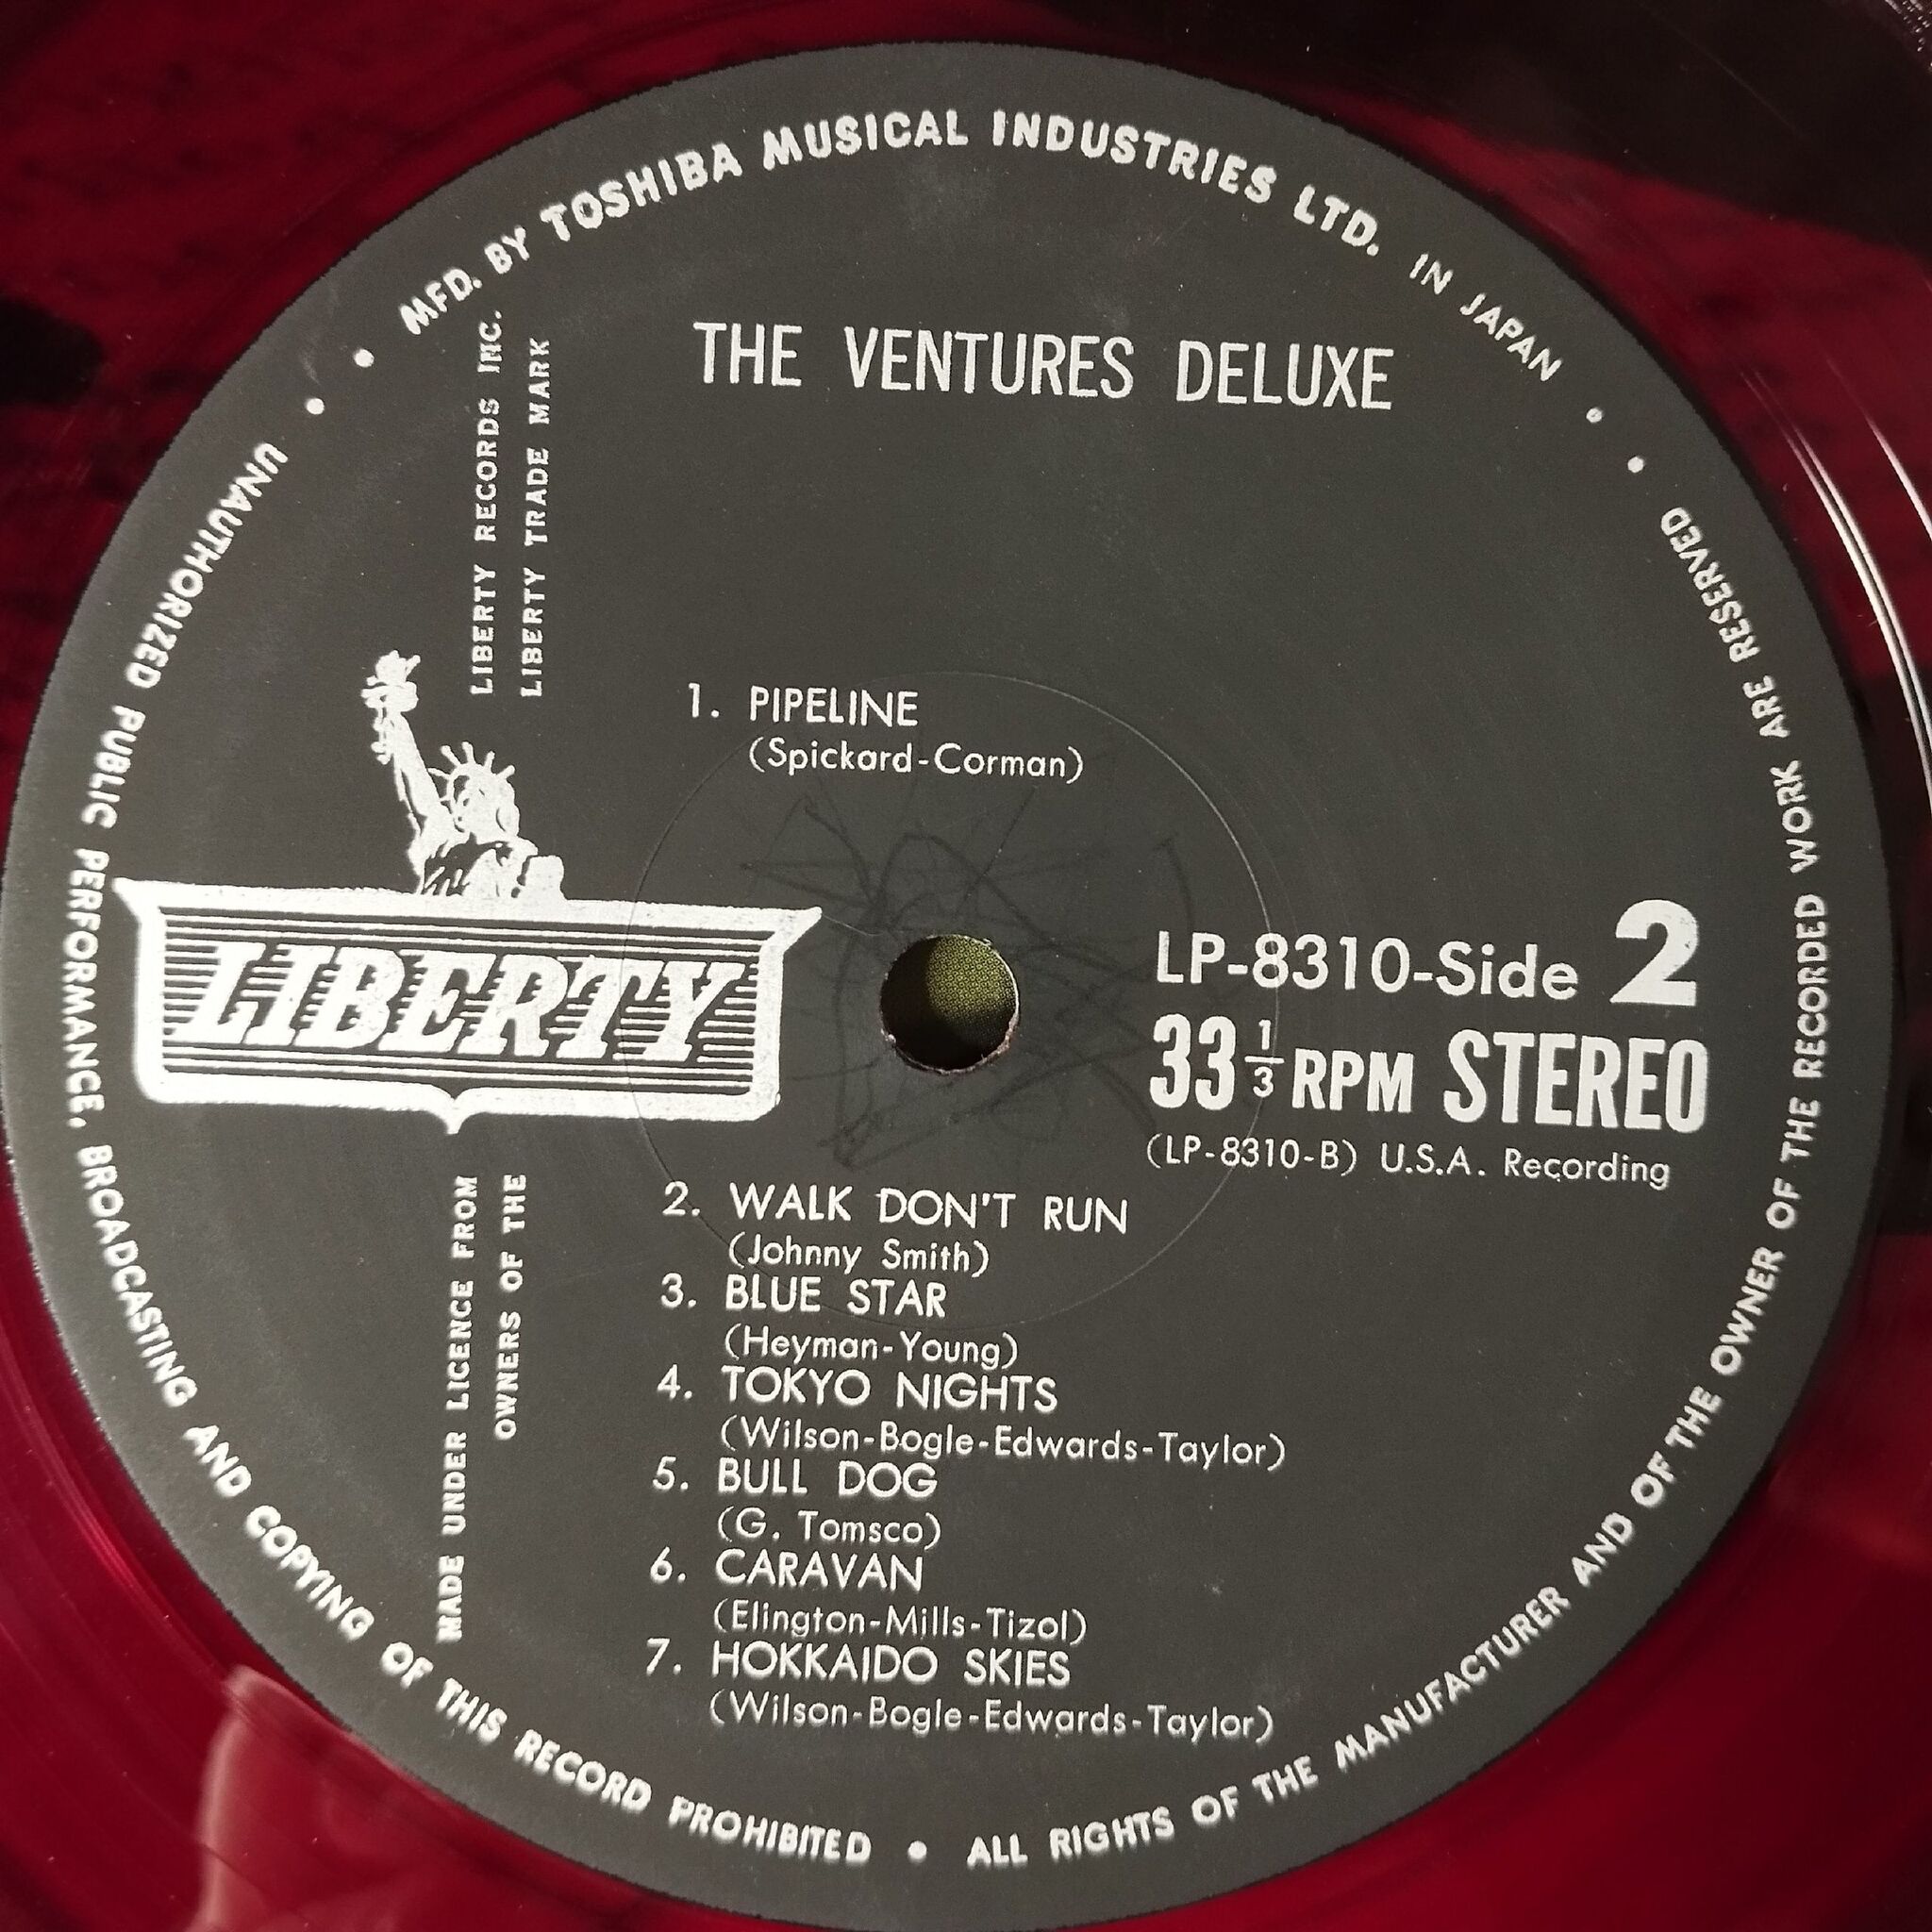 MFD. BY TOSHIBA MUSICAL INDUSTRIES LTD. IN JAPAN
THE VENTURES DELUXE
LIBERTY RECORDS INC.
LIBERTY TRADE MARK
1. PIPELINE
(Spickard-Corman)
LIBERTY
LP-8310-Side 2
33 1/3 RPM STEREO
(LP-8310-B) U.S.A. Recording
MADE UNDER LICENCE FROM
OWNERS OF THE
2. WALK DON'T RUN
(Johnny Smith)
3. BLUE STAR
(Heyman-Young)
4. TOKYO NIGHTS
(Wilson-Bogle-Edwards-Taylor)
5. BULL DOG
(G. Tomsco)
6. CARAVAN
(Elington-Mills-Tizol)
7. HOKKAIDO SKIES
(Wilson-Bogle-Edwards-Taylor)
UNAUTHORIZED PUBLIC PERFORMANCE, BROADCASTING AND COPYING OF THIS RECORD PROHIBITED • ALL RIGHTS OF THE MANUFACTURER AND OF THE OWNER OF THE RECORDED WORK ARE RESERVED